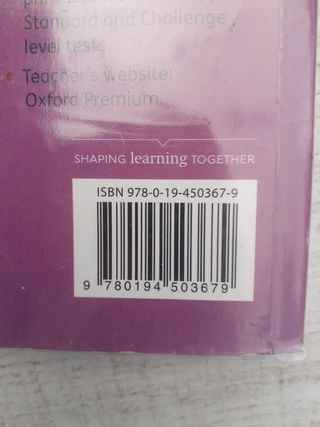 Standard and Challenge
level tests
• Teacher's website:
Oxford Premium
SHAPING learning TOGETHER
ISBN 978-0-19-450367-9
9 780194 503679